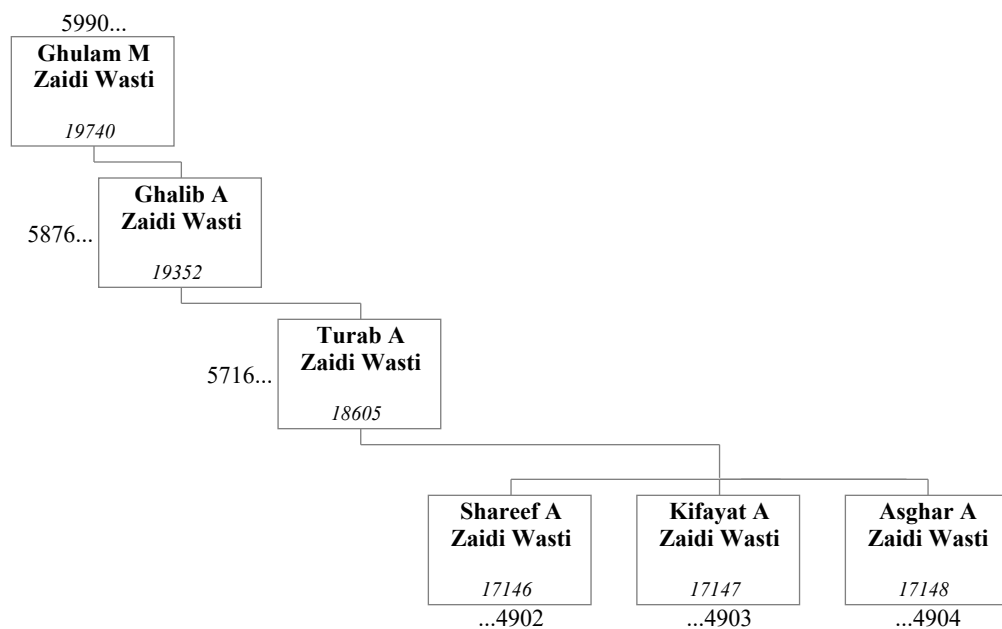 5990...
Ghulam M
Zaidi Wasti
19740
Ghalib A
Zaidi Wasti
5876...
19352
Turab A
Zaidi Wasti
5716...
18605
Shareef A
Zaidi Wasti
17146
...4902
Kifayat A
Zaidi Wasti
17147
...4903
Asghar A
Zaidi Wasti
17148
...4904